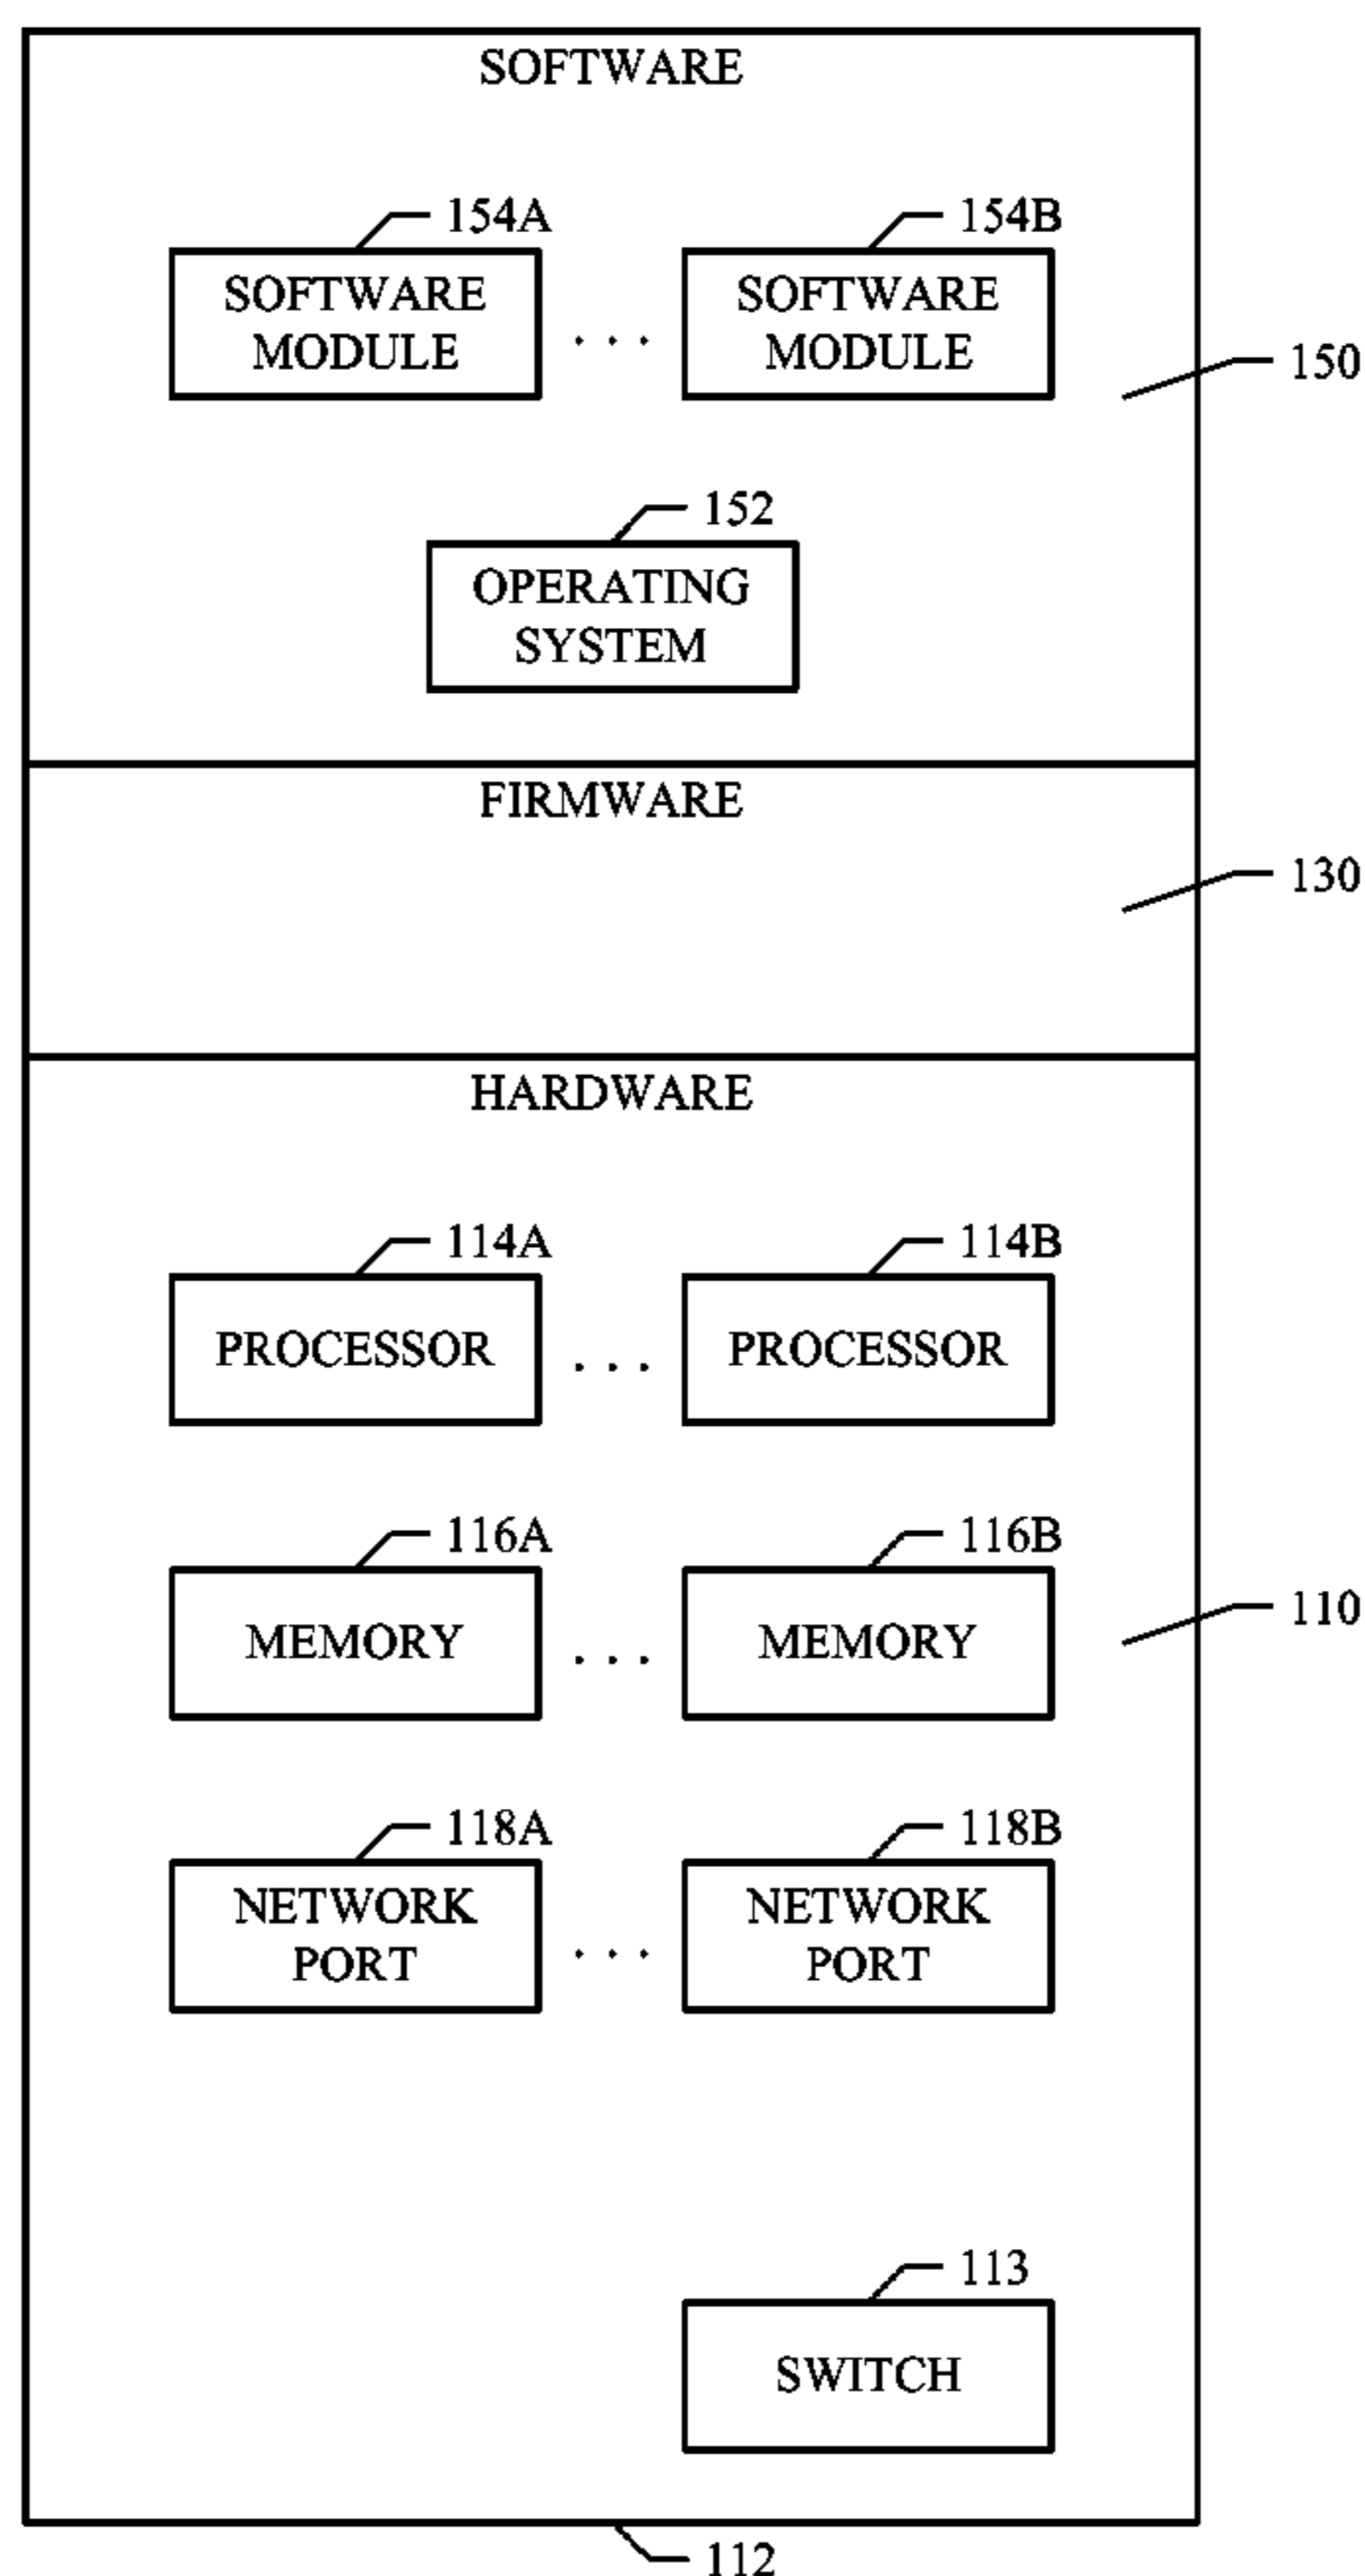 SOFTWARE
154A
154B
SOFTWARE
MODULE
. . .
SOFTWARE
MODULE
150
152
OPERATING
SYSTEM
FIRMWARE
130
HARDWARE
114A
114B
PROCESSOR
. . .
PROCESSOR
116A
116B
MEMORY
. . .
MEMORY
110
118A
118B
NETWORK
PORT
. . .
NETWORK
PORT
113
SWITCH
112